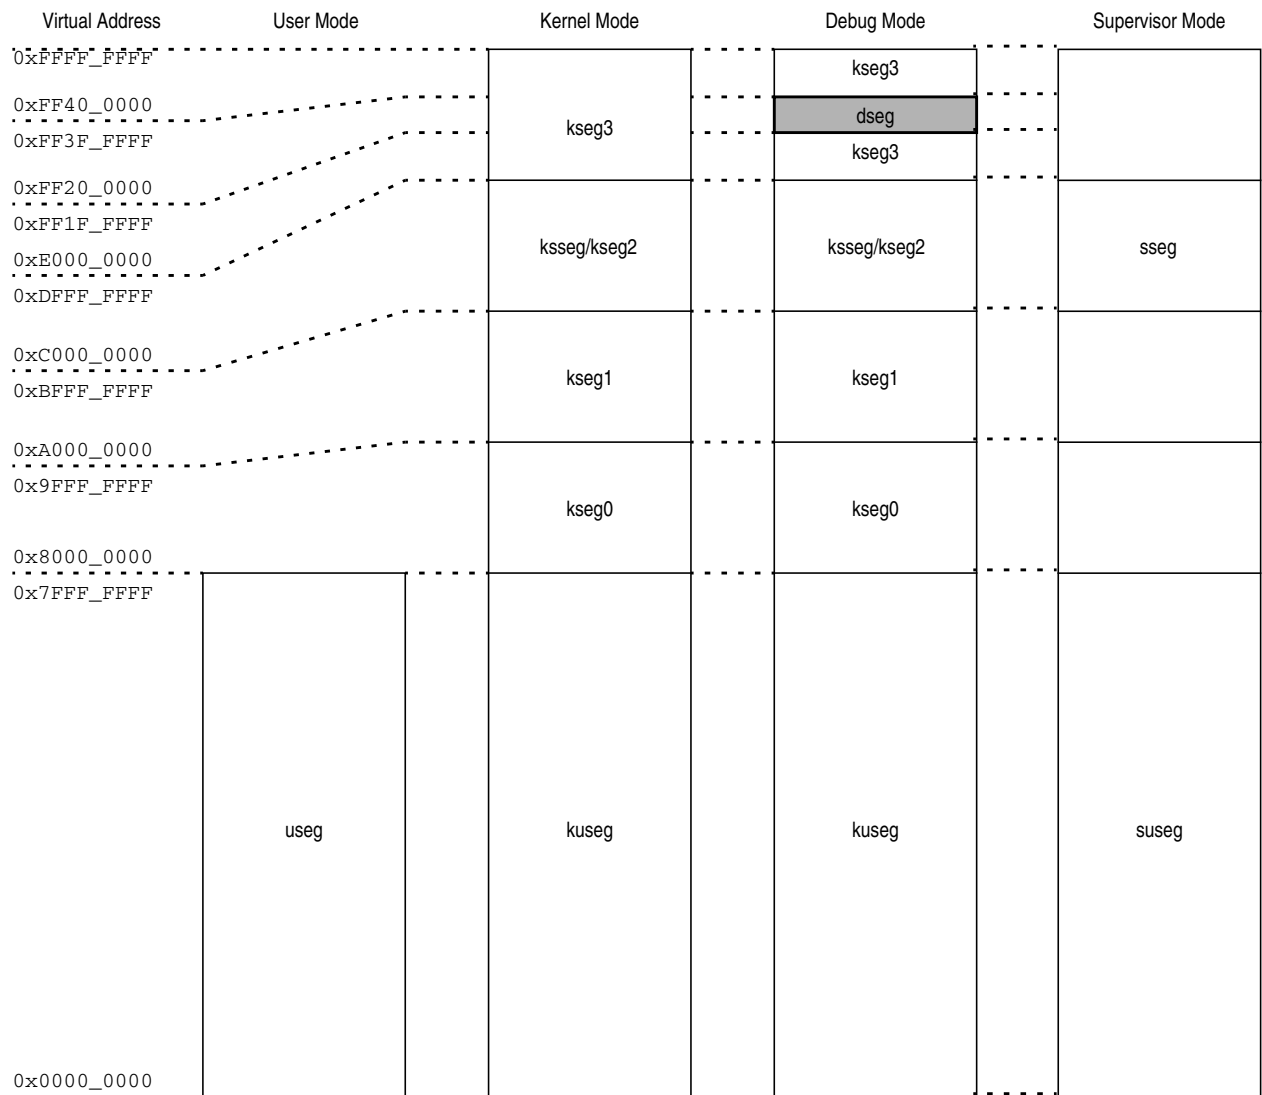 Virtual Address User Mode Kernel Mode Debug Mode Supervisor Mode
0xFFFF_FFFF
kseg3
0xFF40_0000
dseg
kseg3
0xFF3F_FFFF
kseg3
0xFF20_0000
0xFF1F_FFFF
ksseg/kseg2 ksseg/kseg2 sseg
0xE000_0000
0xDFFF_FFFF
0xC000_0000
kseg1 kseg1
0xBFFF_FFFF
0xA000_0000
0x9FFF_FFFF
kseg0 kseg0
0x8000_0000
0x7FFF_FFFF
useg kuseg kuseg suseg
0x0000_0000